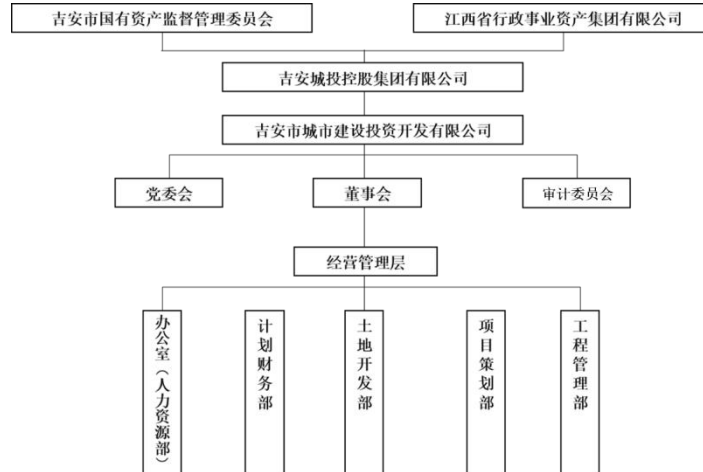 吉安市国有资产监督管理委员会
江西省行政事业资产集团有限公司
吉安城投控股集团有限公司
吉安市城市建设投资开发有限公司
党委会
董事会
审计委员会
经营管理层
办公室（人力资源部）
计划财务部
土地开发部
项目策划部
工程管理部